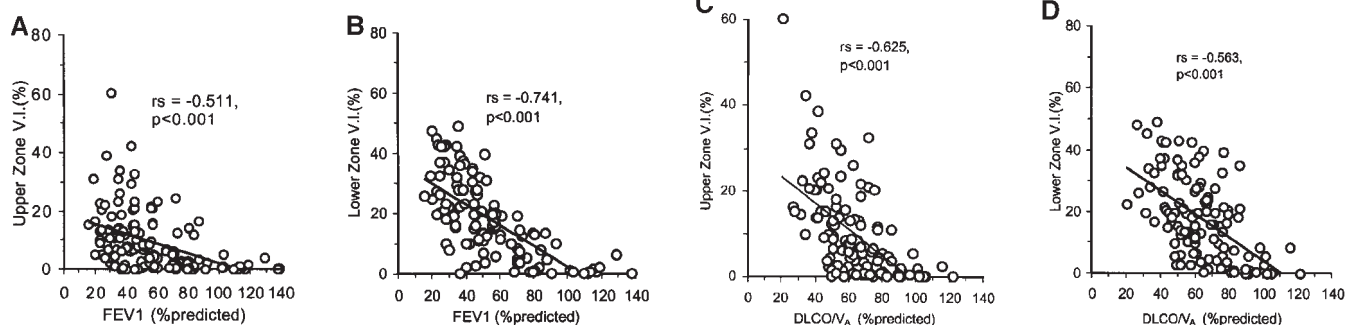 A
80
60
40
20
0
Upper Zone V.I.(%)
rs = -0.511,
p<0.001
0 20 40 60 80 100 120 140
FEV1 (%predicted)
B
80
60
40
20
0
Lower Zone V.I.(%)
rs = -0.741,
p<0.001
0 20 40 60 80 100 120 140
FEV1 (%predicted)
C
60
40
20
0
Upper Zone V.I.(%)
rs = -0.625,
p<0.001
0 20 40 60 80 100 120 140
DLCO/VA (%predicted)
D
80
60
40
20
0
Lower Zone V.I.(%)
rs = -0.563,
p<0.001
0 20 40 60 80 100 120 140
DLCO/VA (%predicted)